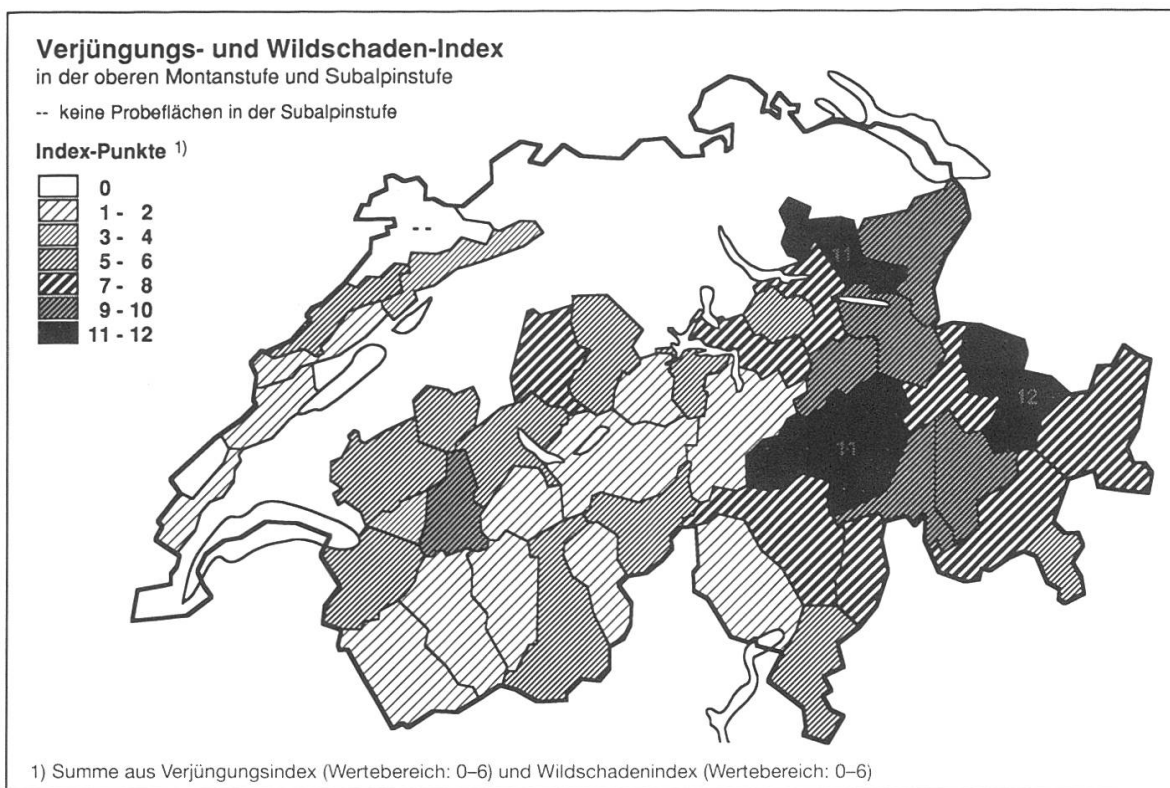 Verjüngungs- und Wildschaden-Index
in der oberen Montanstufe und Subalpinstufe
-- keine Probeflächen in der Subalpinstufe
Index-Punkte 1)
0
1 - 2
3 - 4
5 - 6
7 - 8
9 - 10
11 - 12
--
11
12
11
1) Summe aus Verjüngungsindex (Wertebereich: 0–6) und Wildschadenindex (Wertebereich: 0–6)